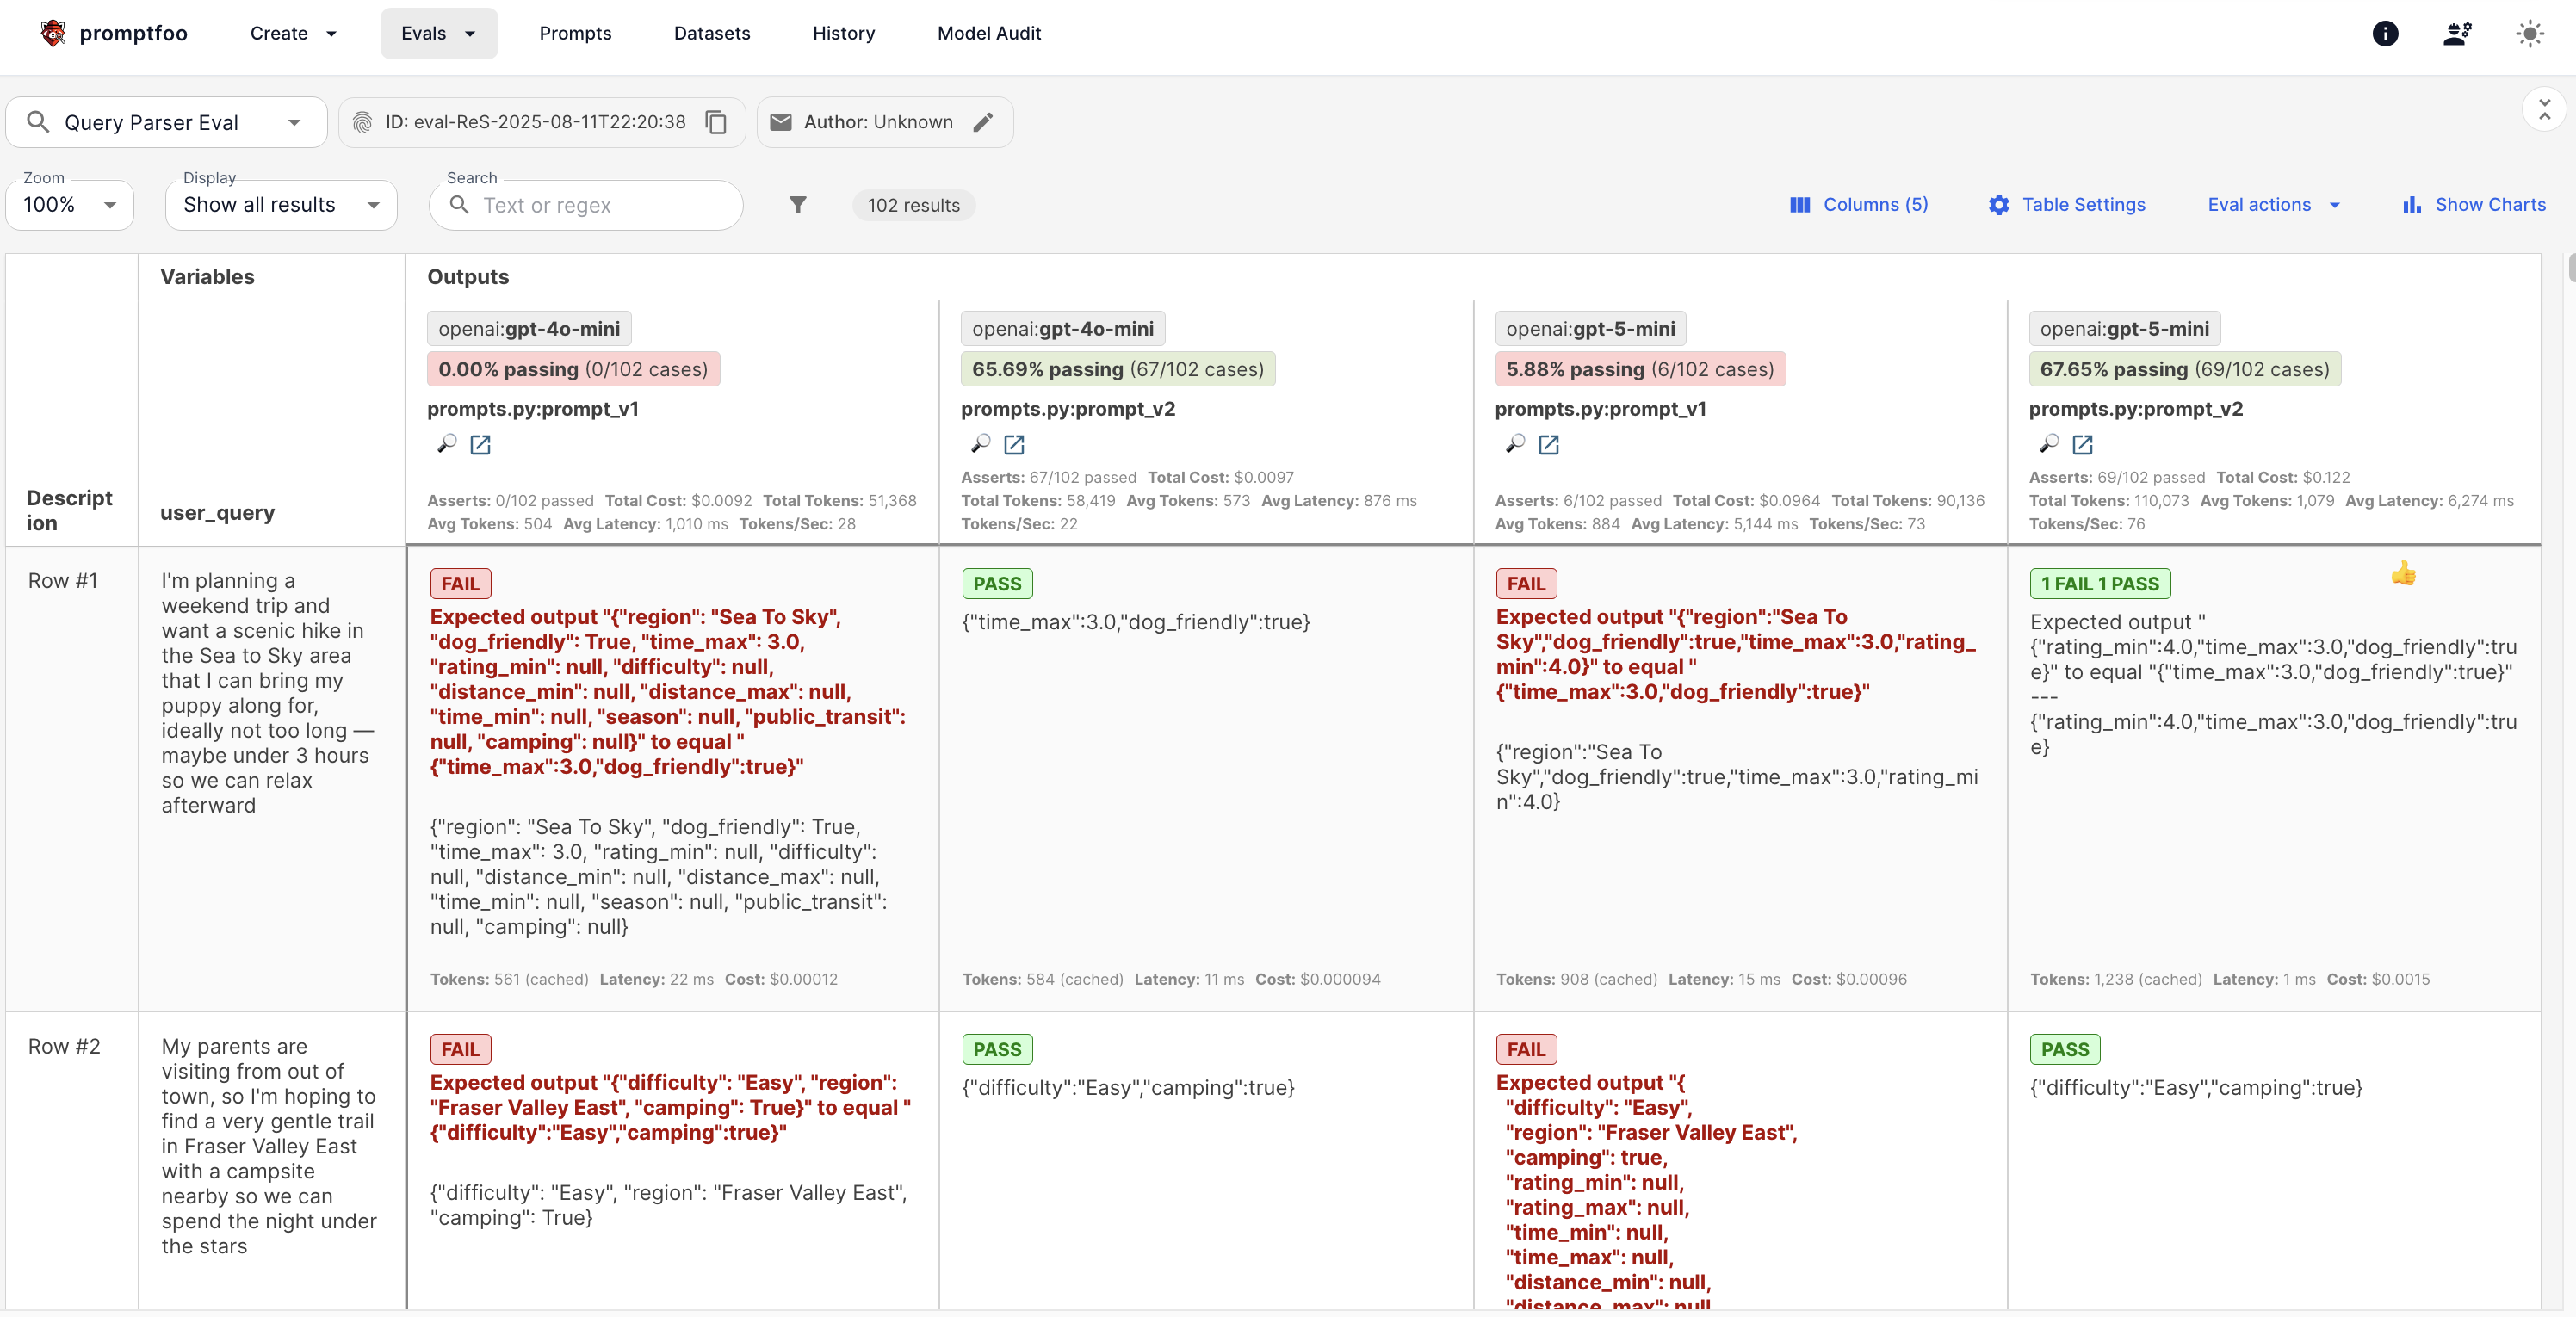 promptfoo
Create
Evals
Prompts
Datasets
History
Model Audit
Query Parser Eval
ID: eval-ReS-2025-08-11T22:20:38
Author: Unknown
Zoom
100%
Display
Show all results
Search
Text or regex
102 results
Columns (5)
Table Settings
Eval actions
Show Charts
Variables
Outputs
Descript
ion
user_query
openai:gpt-4o-mini
0.00% passing (0/102 cases)
prompts.py:prompt_v1
Asserts: 0/102 passed Total Cost: $0.0092 Total Tokens: 51,368
Avg Tokens: 504 Avg Latency: 1,010 ms Tokens/Sec: 28
openai:gpt-4o-mini
65.69% passing (67/102 cases)
prompts.py:prompt_v2
Asserts: 67/102 passed Total Cost: $0.0097
Total Tokens: 58,419 Avg Tokens: 573 Avg Latency: 876 ms
Tokens/Sec: 22
openai:gpt-5-mini
5.88% passing (6/102 cases)
prompts.py:prompt_v1
Asserts: 6/102 passed Total Cost: $0.0964 Total Tokens: 90,136
Avg Tokens: 884 Avg Latency: 5,144 ms Tokens/Sec: 73
openai:gpt-5-mini
67.65% passing (69/102 cases)
prompts.py:prompt_v2
Asserts: 69/102 passed Total Cost: $0.122
Total Tokens: 110,073 Avg Tokens: 1,079 Avg Latency: 6,274 ms
Tokens/Sec: 76
Row #1
I'm planning a
weekend trip and
want a scenic hike in
the Sea to Sky area
that I can bring my
puppy along for,
ideally not too long —
maybe under 3 hours
so we can relax
afterward
FAIL
Expected output "{"region": "Sea To Sky",
"dog_friendly": True, "time_max": 3.0,
"rating_min": null, "difficulty": null,
"distance_min": null, "distance_max": null,
"time_min": null, "season": null, "public_transit":
null, "camping": null}" to equal "
{"time_max":3.0,"dog_friendly":true}"
{"region": "Sea To Sky", "dog_friendly": True,
"time_max": 3.0, "rating_min": null, "difficulty":
null, "distance_min": null, "distance_max": null,
"time_min": null, "season": null, "public_transit":
null, "camping": null}
Tokens: 561 (cached) Latency: 22 ms Cost: $0.00012
PASS
{"time_max":3.0,"dog_friendly":true}
Tokens: 584 (cached) Latency: 11 ms Cost: $0.000094
FAIL
Expected output "{"region":"Sea To
Sky","dog_friendly":true,"time_max":3.0,"rating_
min":4.0}" to equal "
{"time_max":3.0,"dog_friendly":true}"
{"region":"Sea To
Sky","dog_friendly":true,"time_max":3.0,"rating_mi
n":4.0}
Tokens: 908 (cached) Latency: 15 ms Cost: $0.00096
1 FAIL 1 PASS
Expected output "
{"rating_min":4.0,"time_max":3.0,"dog_friendly":tru
e}" to equal "{"time_max":3.0,"dog_friendly":true}"
---
{"rating_min":4.0,"time_max":3.0,"dog_friendly":tru
e}
Tokens: 1,238 (cached) Latency: 1 ms Cost: $0.0015
Row #2
My parents are
visiting from out of
town, so I'm hoping to
find a very gentle trail
in Fraser Valley East
with a campsite
nearby so we can
spend the night under
the stars
FAIL
Expected output "{"difficulty": "Easy", "region":
"Fraser Valley East", "camping": True}" to equal "
{"difficulty":"Easy","camping":true}"
{"difficulty": "Easy", "region": "Fraser Valley East",
"camping": True}
PASS
{"difficulty":"Easy","camping":true}
FAIL
Expected output "{
"difficulty": "Easy",
"region": "Fraser Valley East",
"camping": true,
"rating_min": null,
"rating_max": null,
"time_min": null,
"time_max": null,
"distance_min": null,
"distance_max": null
PASS
{"difficulty":"Easy","camping":true}